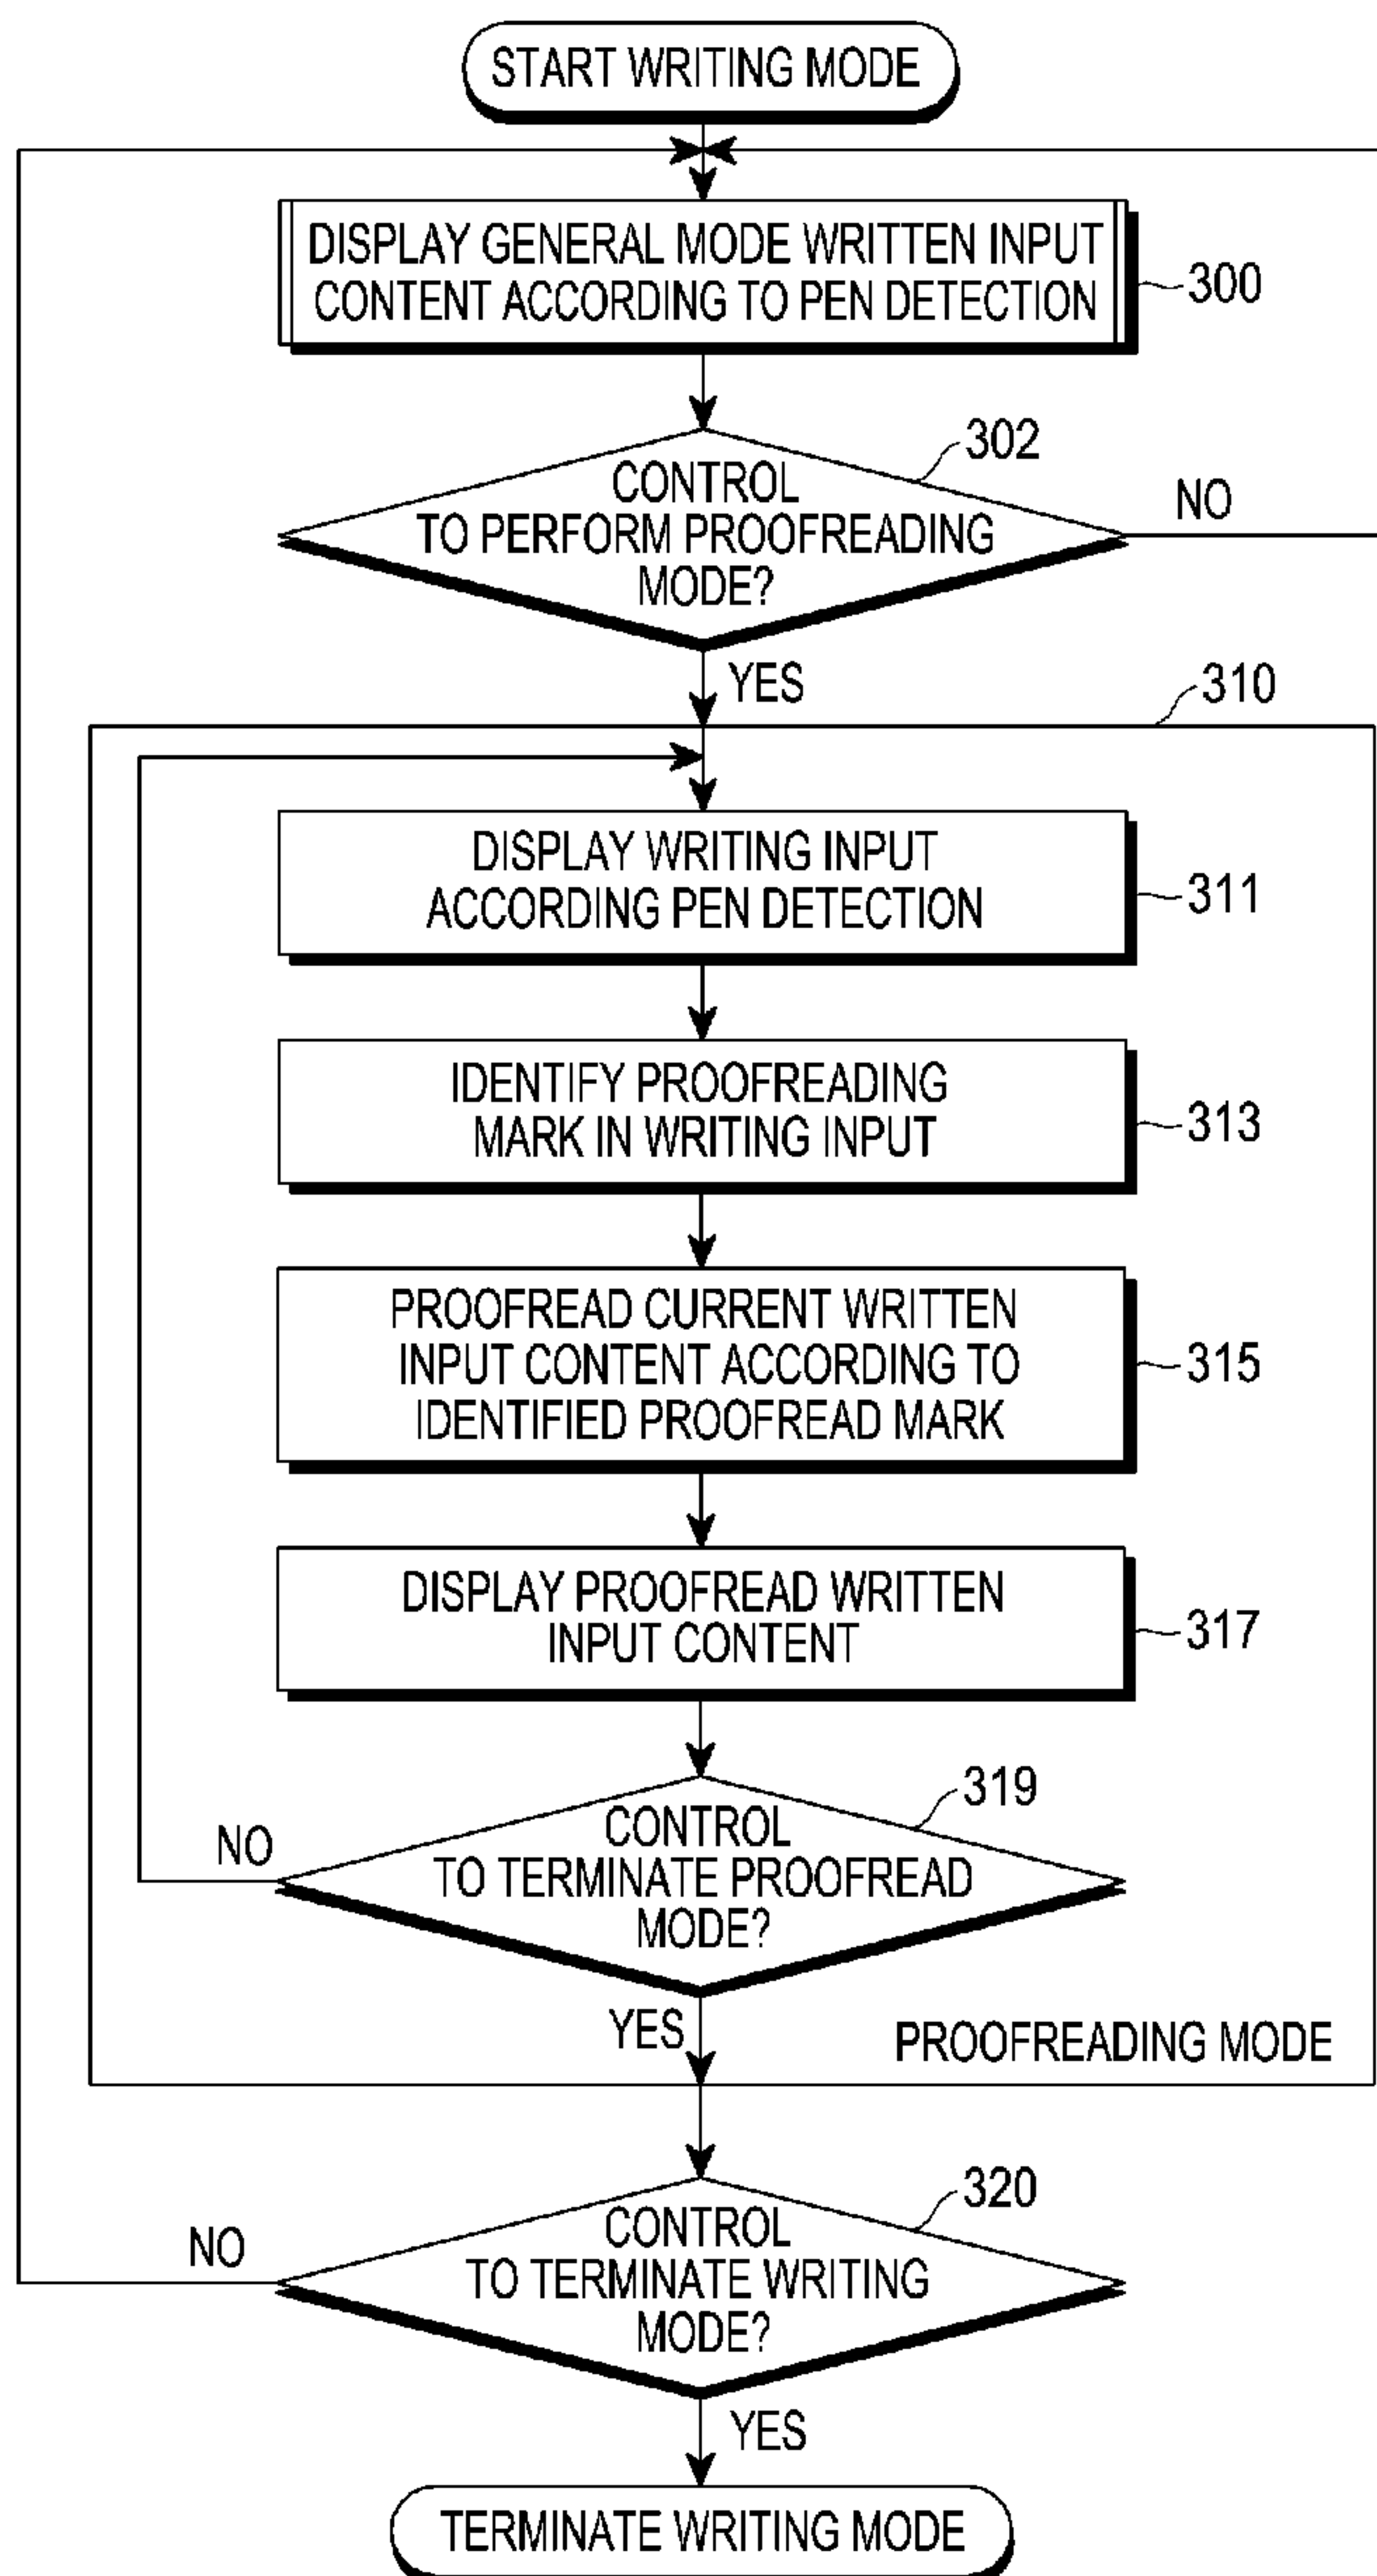 START WRITING MODE
DISPLAY GENERAL MODE WRITTEN INPUT
CONTENT ACCORDING TO PEN DETECTION
300
302
CONTROL
TO PERFORM PROOFREADING
MODE?
NO
YES
310
DISPLAY WRITING INPUT
ACCORDING PEN DETECTION
311
IDENTIFY PROOFREADING
MARK IN WRITING INPUT
313
PROOFREAD CURRENT WRITTEN
INPUT CONTENT ACCORDING TO
IDENTIFIED PROOFREAD MARK
315
DISPLAY PROOFREAD WRITTEN
INPUT CONTENT
317
319
CONTROL
TO TERMINATE PROOFREAD
MODE?
NO
YES
PROOFREADING MODE
320
CONTROL
TO TERMINATE WRITING
MODE?
NO
YES
TERMINATE WRITING MODE